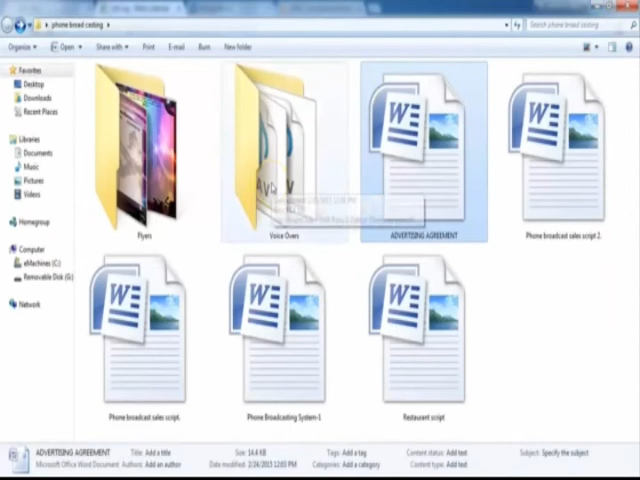 phone broad casting
Search phone broad casting
Organize Open Share with Print E-mail Burn New folder
Favorites
Desktop
Downloads
Recent Places
Libraries
Documents
Music
Pictures
Videos
Homegroup
Computer
eMachines (C:)
Removable Disk (G:)
Network
Flyers
Voice Overs
ADVERTISING AGREEMENT
Phone broadcast sales script 2.
Phone broadcast sales script.
Phone Broadcasting System-1
Restaurant script
ADVERTISING AGREEMENT Title: Add a title Size: 14.4 KB Tags: Add a tag Content status: Add text Subject: Specify the subject
Microsoft Office Word Document Authors: Add an author Date modified: 2/24/2015 12:03 PM Categories: Add a category Content type: Add text